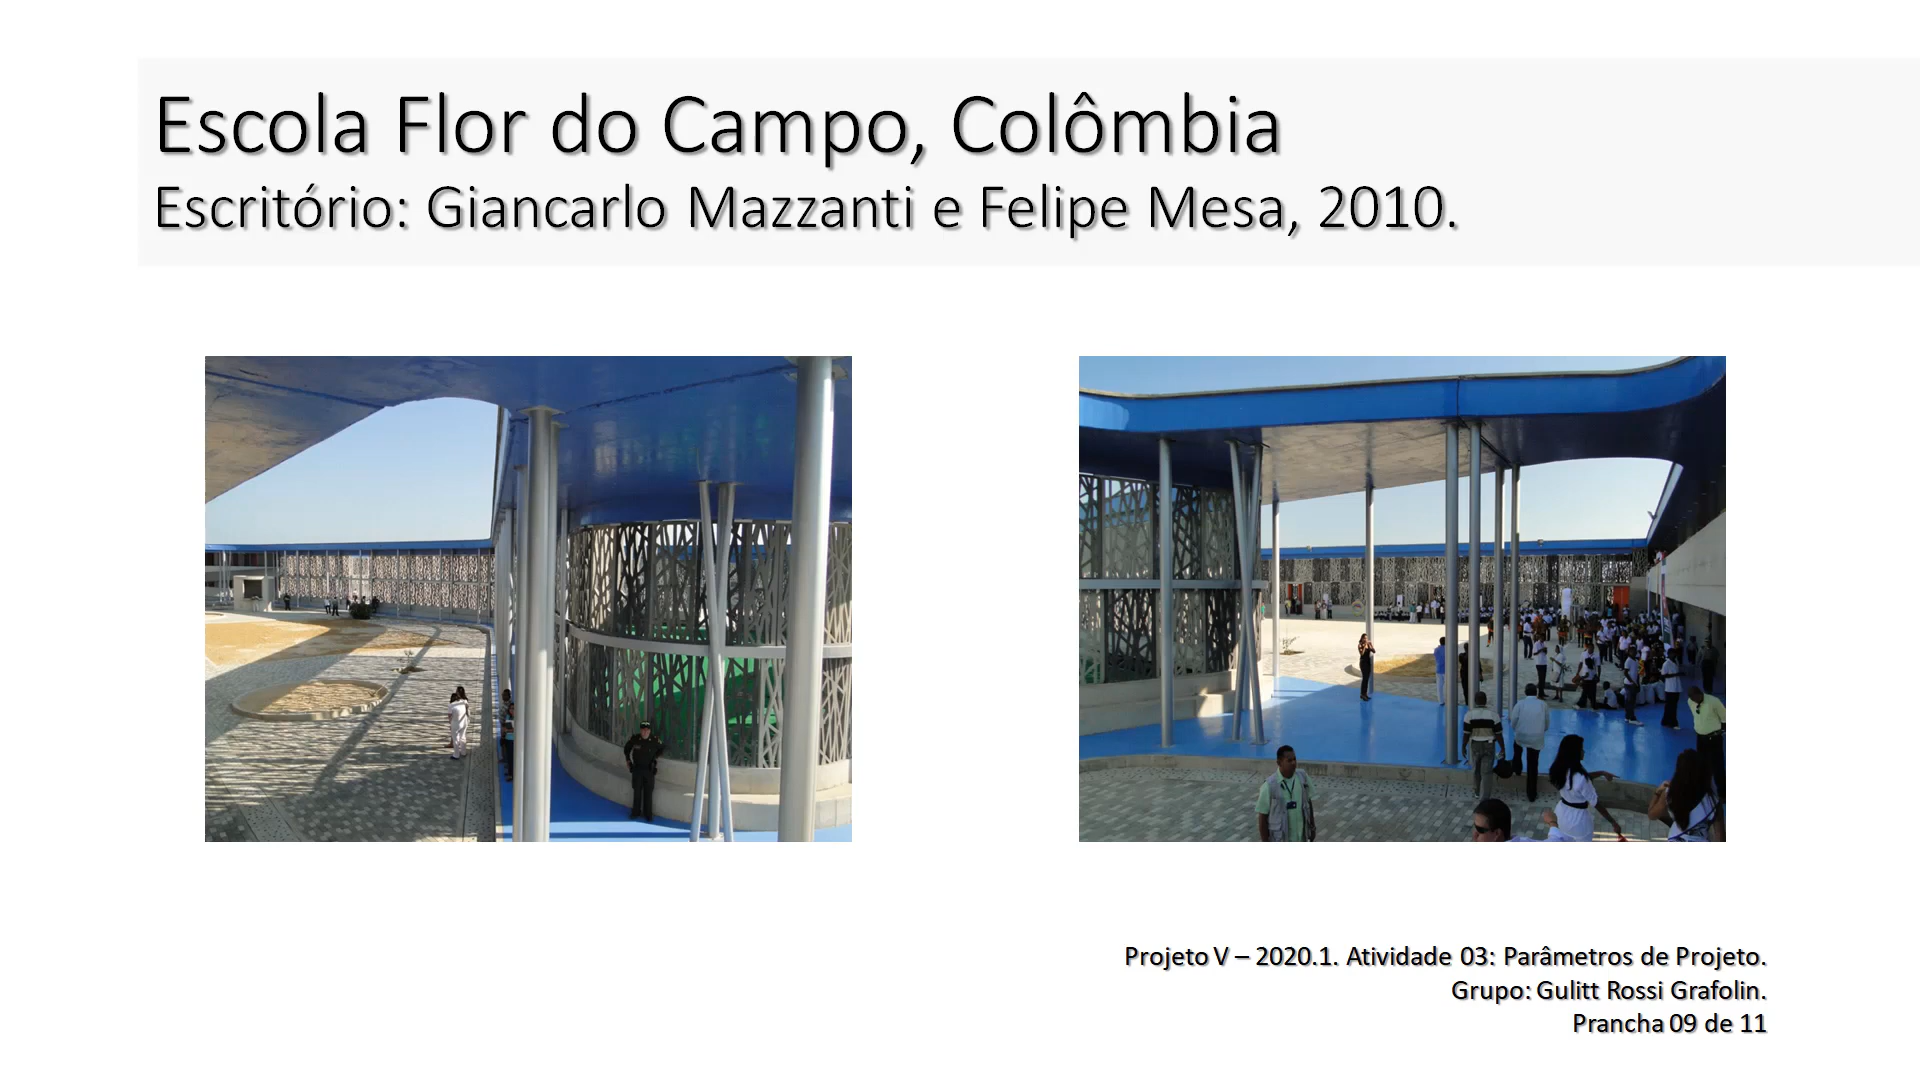 Escola Flor do Campo, Colômbia
Escritório: Giancarlo Mazzanti e Felipe Mesa, 2010.
Projeto V – 2020.1. Atividade 03: Parâmetros de Projeto.
Grupo: Gulitt Rossi Grafolin.
Prancha 09 de 11